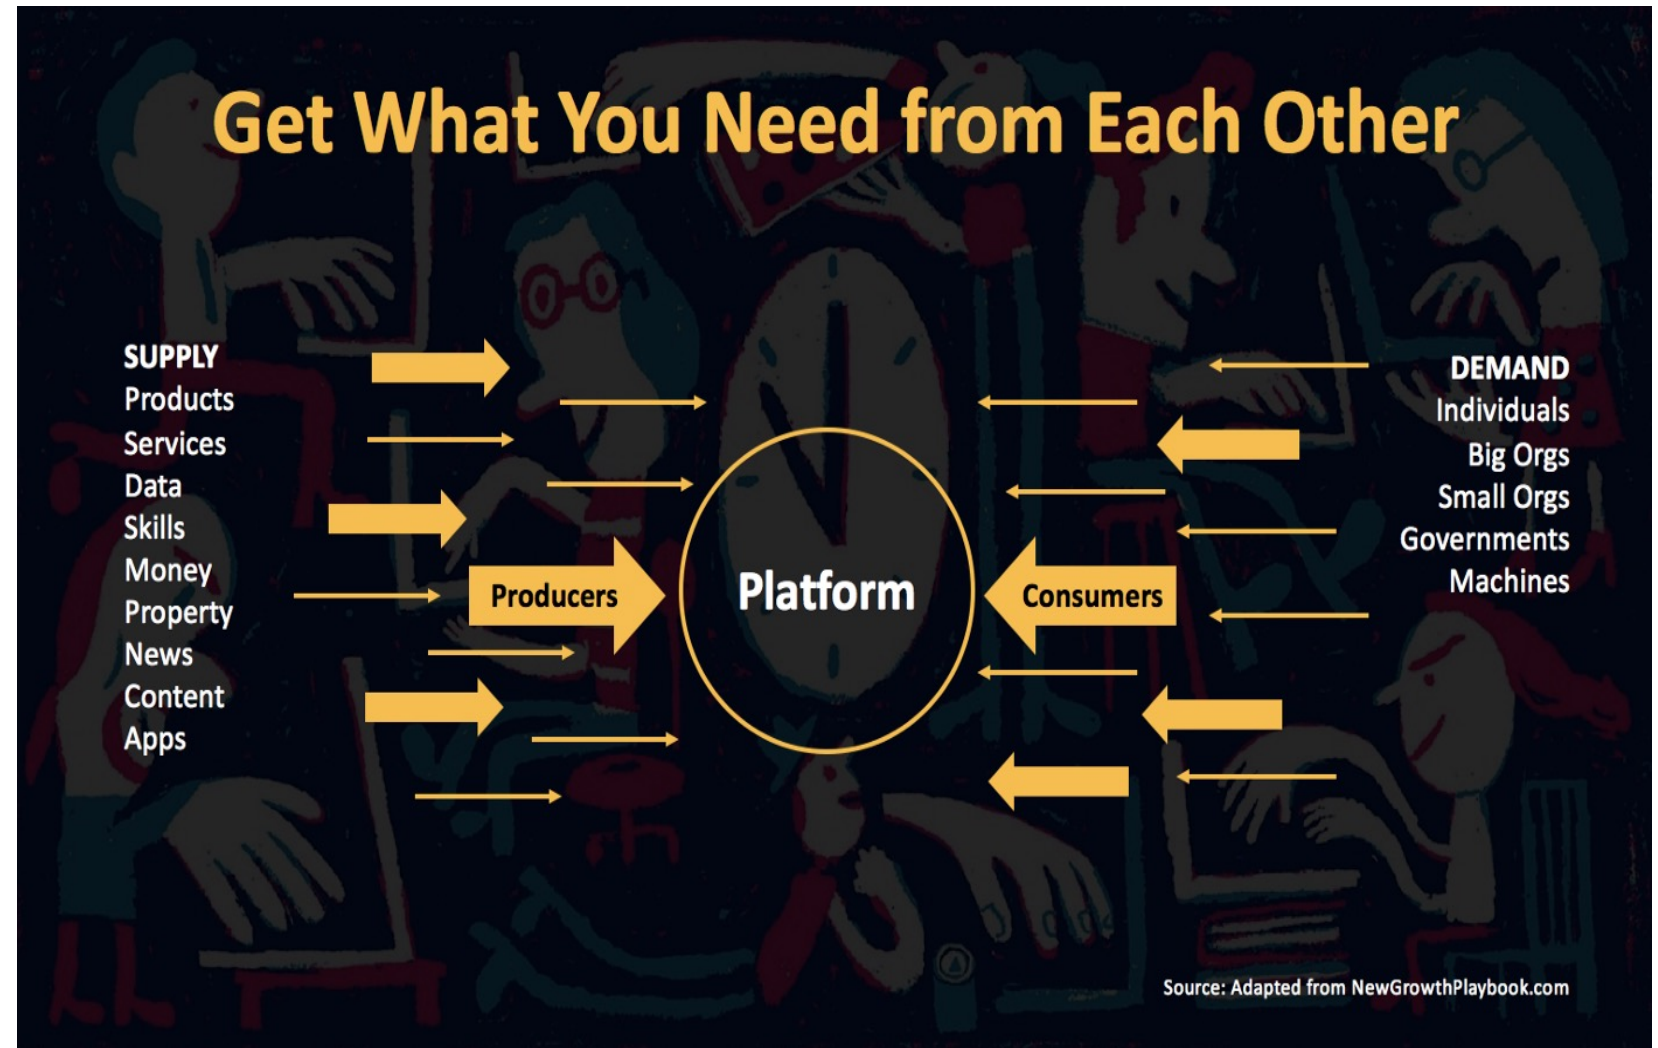 Get What You Need from Each Other
SUPPLY
Products
Services
Data
Skills
Money
Property
News
Content
Apps
Producers
Platform
Consumers
DEMAND
Individuals
Big Orgs
Small Orgs
Governments
Machines
Source: Adapted from NewGrowthPlaybook.com